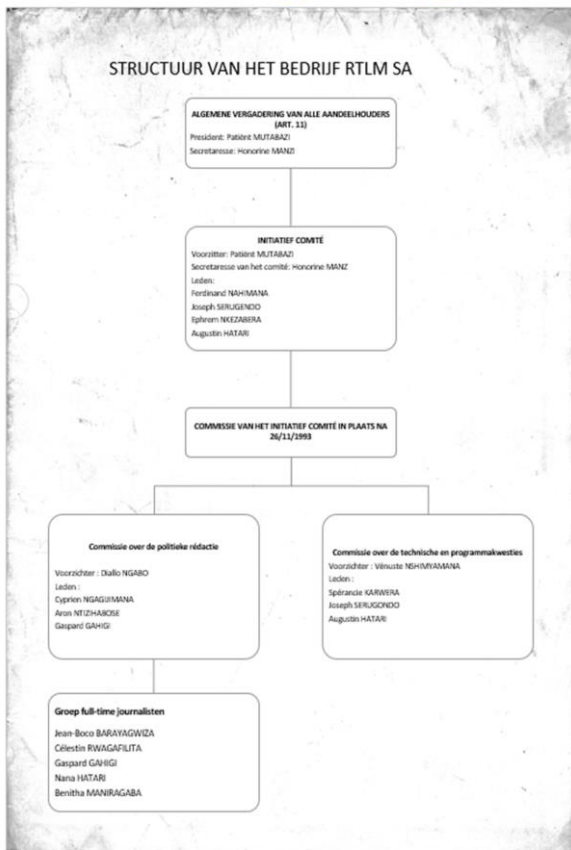 STRUCTUUR VAN HET BEDRIJF RTLM SA
ALGEMENE VERGADERING VAN ALLE AANDEELHOUDERS
(ART. 11)
President: Patiënt MUTABAZI
Secretaresse: Honorine MANZI
INITIATIEF COMITÉ
Voorzitter: Patiënt MUTABAZI
Secretaresse van het comité: Honorine MANZ
Leden:
Ferdinand NAHIMANA
Joseph SERUGENDO
Ephrem NKEZABERA
Augustin HATARI
COMMISSIE VAN HET INITIATIEF COMITÉ IN PLAATS NA
26/11/1993
Commissie over de politieke rédactie
Voorzichter : Diallo NGABO
Leden :
Cyprien NGAGUIMANA
Aron NTIZIHABOSE
Gaspard GAHIGI
Commissie over de technische en programmakwesties
Voorzichter : Vénuste NSHIMYAMANA
Leden :
Spérancie KARWERA
Joseph SERUGONDO
Augustin HATARI
Groep full-time journalisten
Jean-Boco BARAYAGWIZA
Célestin RWAGAFILITA
Gaspard GAHIGI
Nana HATARI
Benitha MANIRAGABA